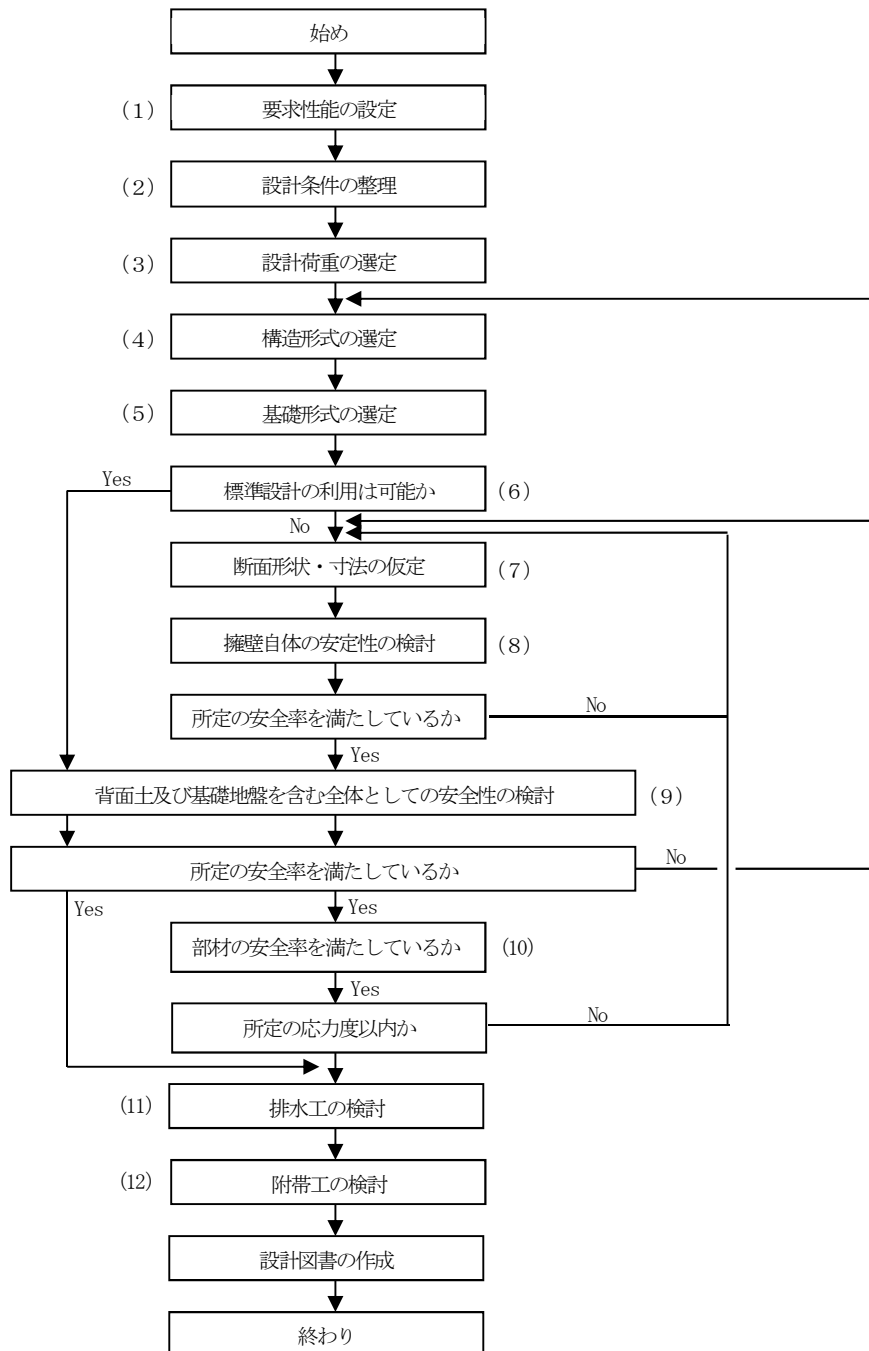 始め
（１） 要求性能の設定
（２） 設計条件の整理
（３） 設計荷重の選定
（４） 構造形式の選定
（５） 基礎形式の選定
Yes
標準設計の利用は可能か （６）
No
断面形状・寸法の仮定 （７）
擁壁自体の安定性の検討 （８）
所定の安全率を満たしているか No
Yes
背面土及び基礎地盤を含む全体としての安全性の検討 （９）
所定の安全率を満たしているか No
Yes Yes
部材の安全率を満たしているか (10)
Yes
所定の応力度以内か No
(11) 排水工の検討
(12) 附帯工の検討
設計図書の作成
終わり